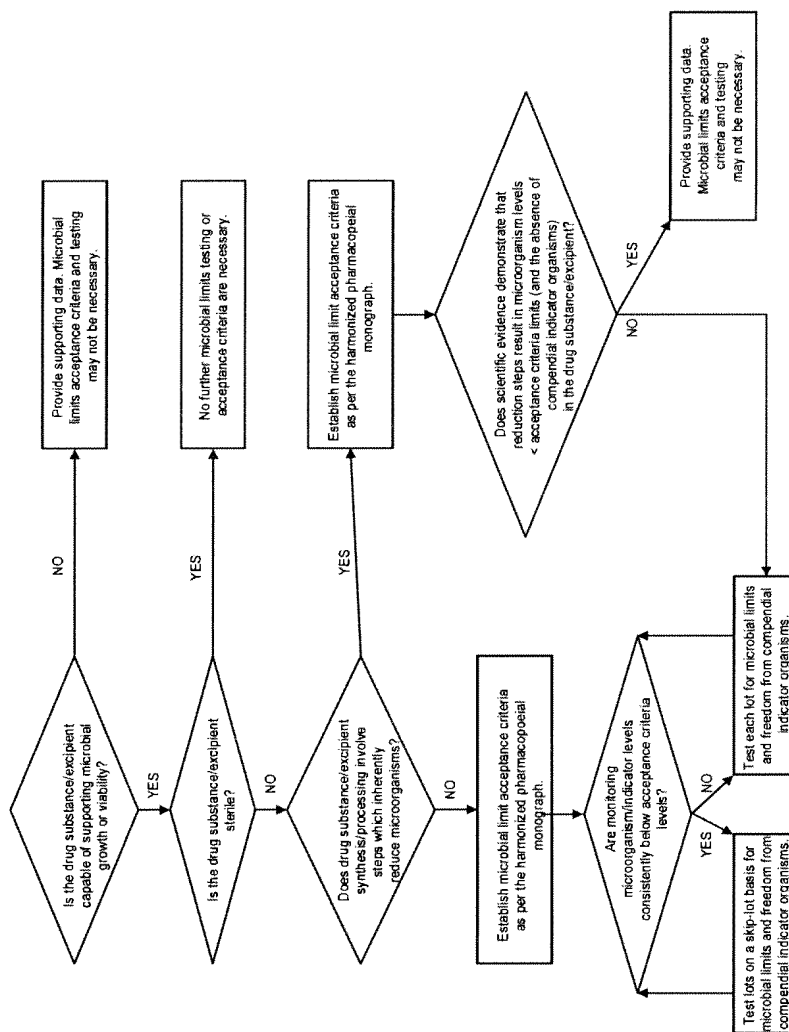 Is the drug substance/excipient
capable of supporting microbial
growth or viability?
NO
Provide supporting data. Microbial
limits acceptance criteria and testing
may not be necessary.
YES
Is the drug substance/excipient
sterile?
YES
No further microbial limits testing or
acceptance criteria are necessary.
NO
Does drug substance/excipient
synthesis/processing involve
steps which inherently
reduce microorganisms?
YES
Establish microbial limit acceptance criteria
as per the harmonized pharmacopeial
monograph.
NO
Establish microbial limit acceptance criteria
as per the harmonized pharmacopoeial
monograph.
Does scientific evidence demonstrate that
reduction steps result in microorganism levels
< acceptance criteria limits (and the absence of
compendial indicator organisms)
in the drug substance/excipient?
YES
NO
Provide supporting data.
Microbial limits acceptance
criteria and testing
may not be necessary.
Are monitoring
microorganism/indicator levels
consistently below acceptance criteria
levels?
YES
NO
Test lots on a skip-lot basis for
microbial limits and freedom from
compendial indicator organisms.
Test each lot for microbial limits
and freedom from compendial
indicator organisms.